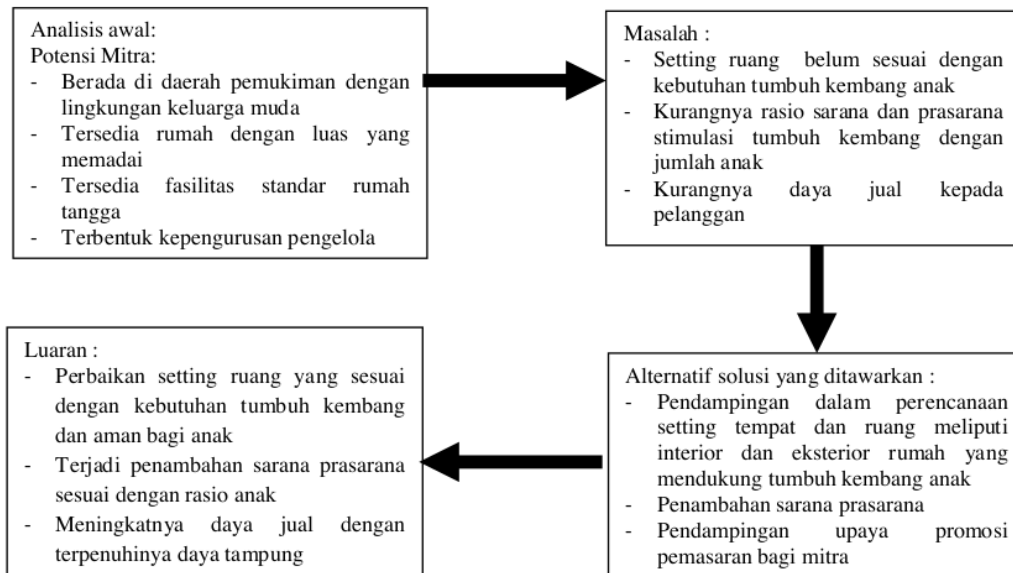 Analisis awal:
Potensi Mitra:
- Berada di daerah pemukiman dengan
lingkungan keluarga muda
- Tersedia rumah dengan luas yang
memadai
- Tersedia fasilitas standar rumah
tangga
- Terbentuk kepengurusan pengelola
Masalah :
- Setting ruang belum sesuai dengan
kebutuhan tumbuh kembang anak
- Kurangnya rasio sarana dan prasarana
stimulasi tumbuh kembang dengan
jumlah anak
- Kurangnya daya jual kepada
pelanggan
Alternatif solusi yang ditawarkan :
- Pendampingan dalam perencanaan
setting tempat dan ruang meliputi
interior dan eksterior rumah yang
mendukung tumbuh kembang anak
- Penambahan sarana prasarana
- Pendampingan upaya promosi
pemasaran bagi mitra
Luaran :
- Perbaikan setting ruang yang sesuai
dengan kebutuhan tumbuh kembang
dan aman bagi anak
- Terjadi penambahan sarana prasarana
sesuai dengan rasio anak
- Meningkatnya daya jual dengan
terpenuhinya daya tampung